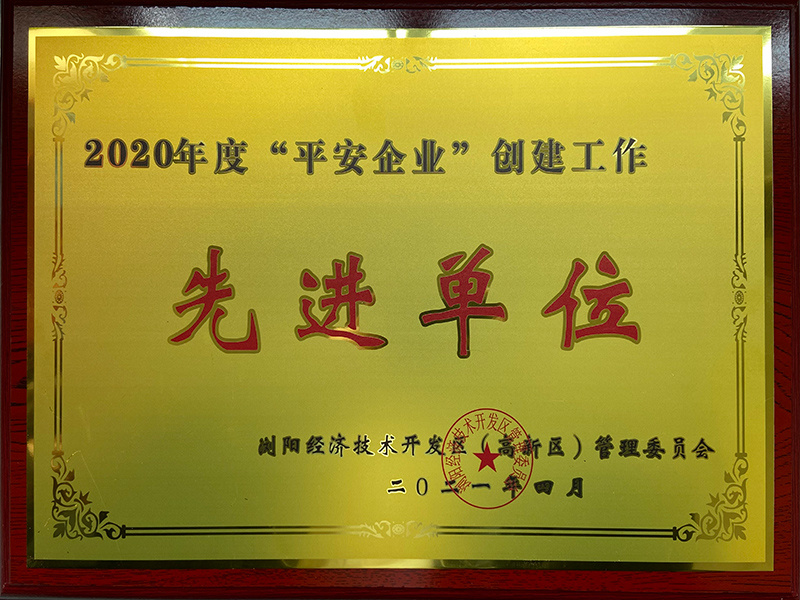 2020年度“平安企业”创建工作
先进单位
浏阳经济技术开发区（高新区）管理委员会
二0二一年四月